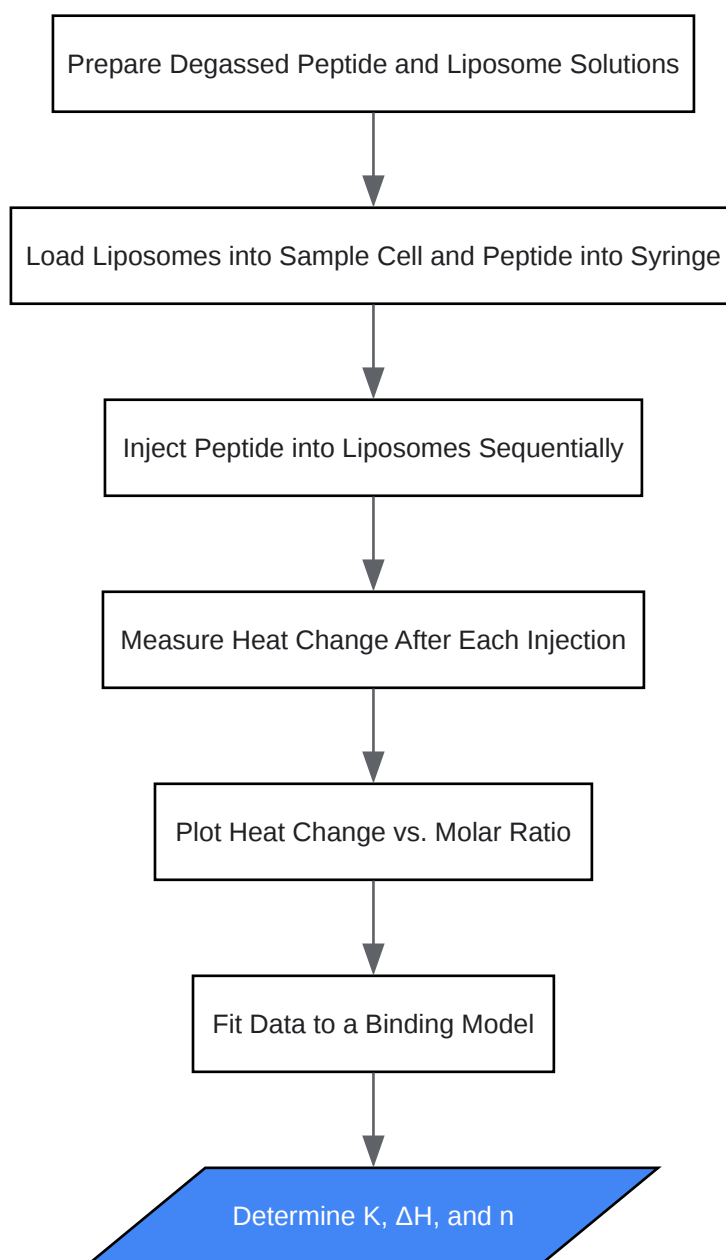 Prepare Degassed Peptide and Liposome Solutions
Load Liposomes into Sample Cell and Peptide into Syringe
Inject Peptide into Liposomes Sequentially
Measure Heat Change After Each Injection
Plot Heat Change vs. Molar Ratio
Fit Data to a Binding Model
Determine K, ΔH, and n